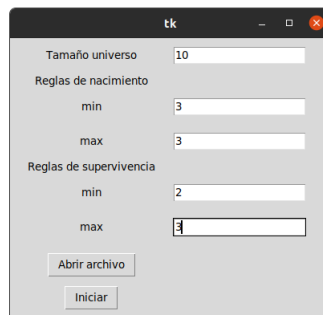 tk
Tamaño universo 10
Reglas de nacimiento
min 3
max 3
Reglas de supervivencia
min 2
max 3
Abrir archivo
Iniciar